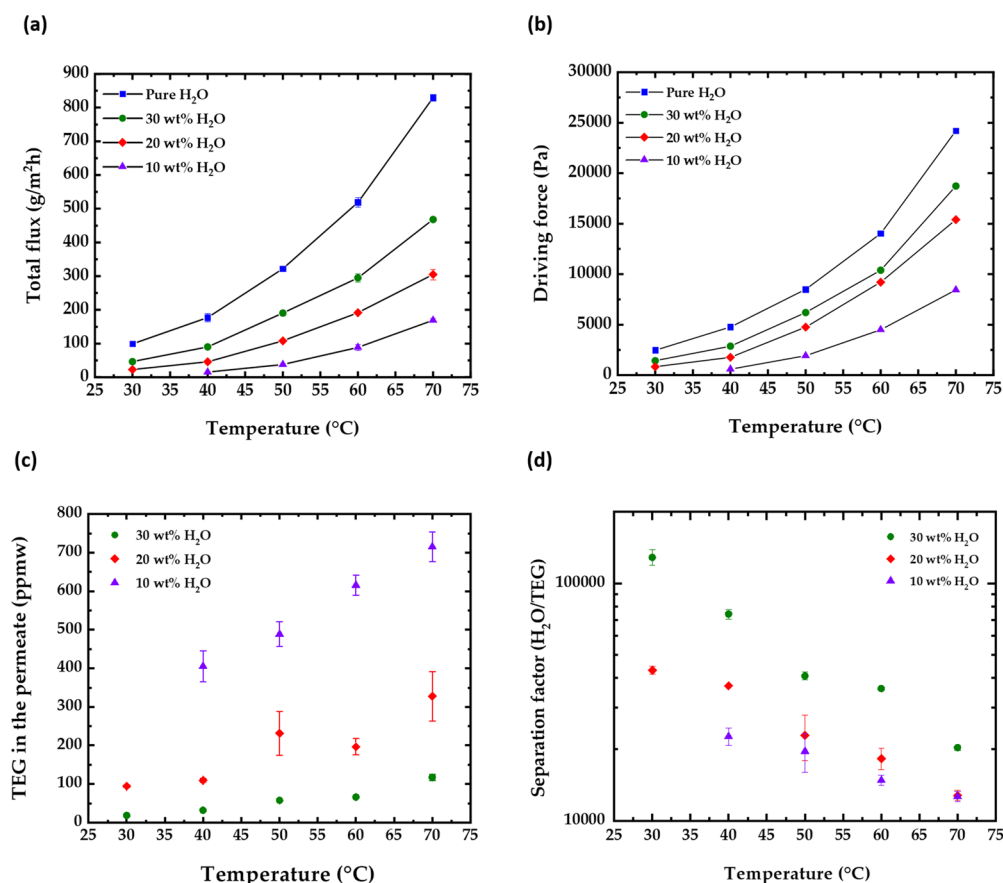 (a)
900
800
700
600
500
400
300
200
100
0
25 30 35 40 45 50 55 60 65 70 75
Total flux (g/m²h)
Temperature (°C)
Pure H₂O
30 wt% H₂O
20 wt% H₂O
10 wt% H₂O
(b)
30000
25000
20000
15000
10000
5000
0
25 30 35 40 45 50 55 60 65 70 75
Driving force (Pa)
Temperature (°C)
Pure H₂O
30 wt% H₂O
20 wt% H₂O
10 wt% H₂O
(c)
800
700
600
500
400
300
200
100
0
25 30 35 40 45 50 55 60 65 70 75
TEG in the permeate (ppmw)
Temperature (°C)
30 wt% H₂O
20 wt% H₂O
10 wt% H₂O
(d)
100000
10000
25 30 35 40 45 50 55 60 65 70 75
Separation factor (H₂O/TEG)
Temperature (°C)
30 wt% H₂O
20 wt% H₂O
10 wt% H₂O